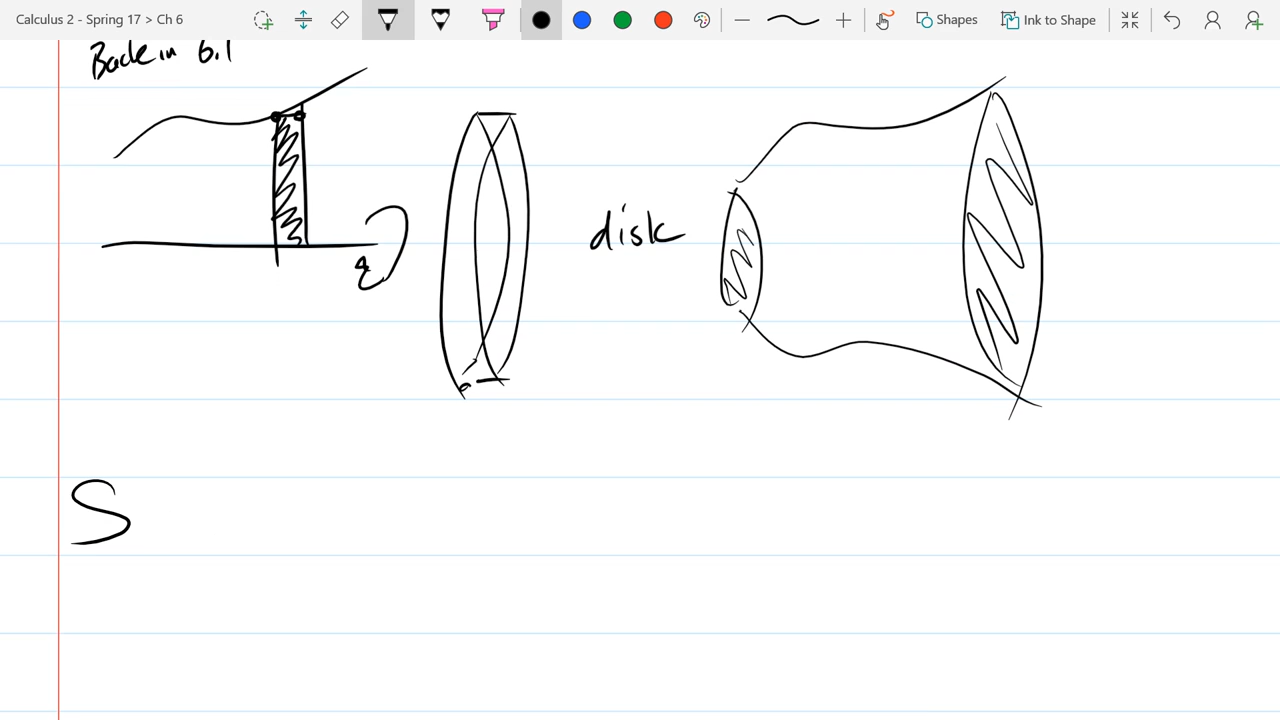 Calculus 2 - Spring 17 > Ch 6
Shapes
Ink to Shape
Back in 6.1
disk
S